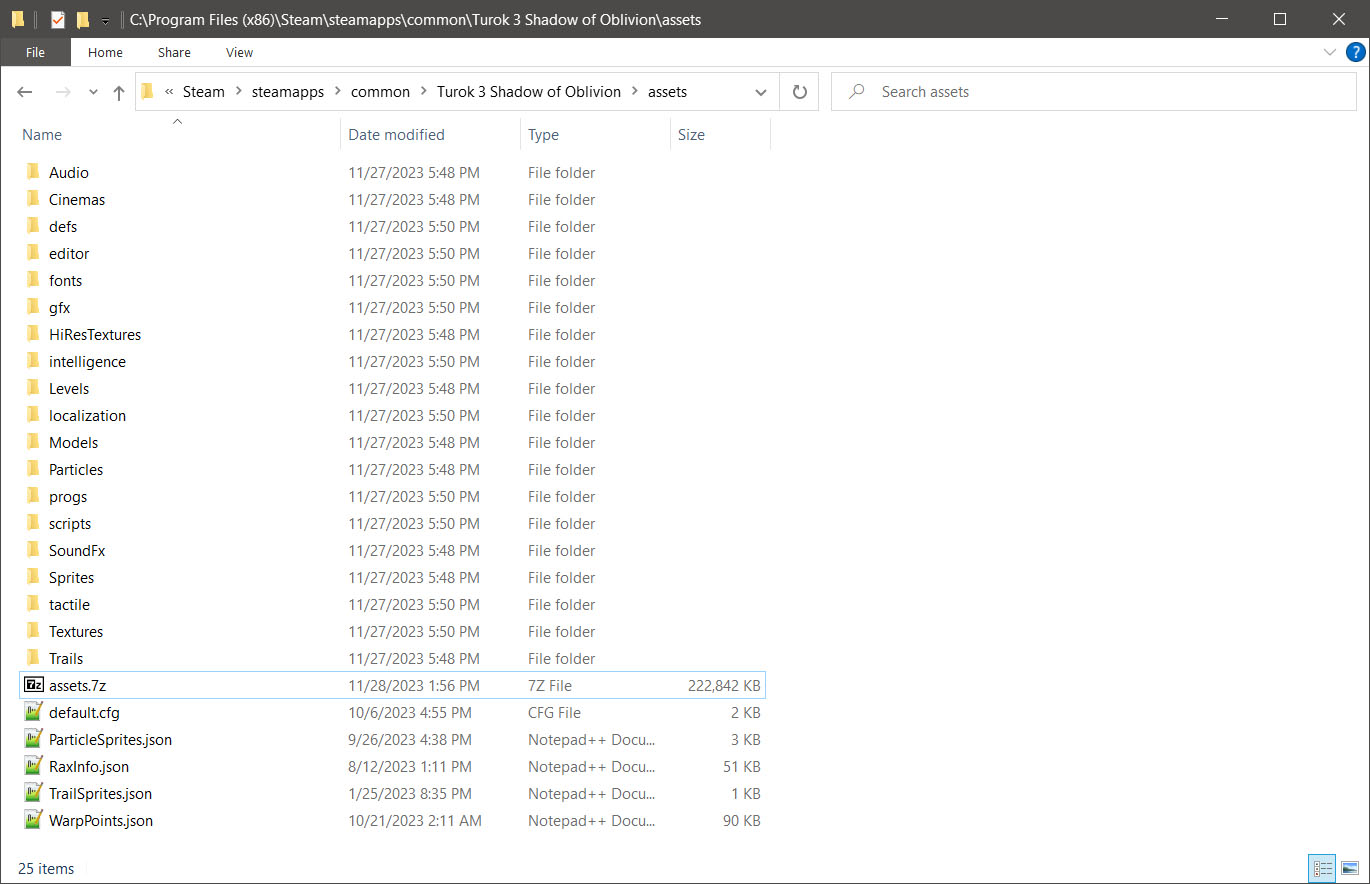 C:\Program Files (x86)\Steam\steamapps\common\Turok 3 Shadow of Oblivion\assets
File Home Share View ?
« Steam > steamapps > common > Turok 3 Shadow of Oblivion > assets Search assets
Name Date modified Type Size
Audio 11/27/2023 5:48 PM File folder
Cinemas 11/27/2023 5:48 PM File folder
defs 11/27/2023 5:50 PM File folder
editor 11/27/2023 5:50 PM File folder
fonts 11/27/2023 5:50 PM File folder
gfx 11/27/2023 5:50 PM File folder
HiResTextures 11/27/2023 5:48 PM File folder
intelligence 11/27/2023 5:50 PM File folder
Levels 11/27/2023 5:48 PM File folder
localization 11/27/2023 5:50 PM File folder
Models 11/27/2023 5:48 PM File folder
Particles 11/27/2023 5:48 PM File folder
progs 11/27/2023 5:50 PM File folder
scripts 11/27/2023 5:50 PM File folder
SoundFx 11/27/2023 5:48 PM File folder
Sprites 11/27/2023 5:48 PM File folder
tactile 11/27/2023 5:50 PM File folder
Textures 11/27/2023 5:50 PM File folder
Trails 11/27/2023 5:48 PM File folder
7z assets.7z 11/28/2023 1:56 PM 7Z File 222,842 KB
default.cfg 10/6/2023 4:55 PM CFG File 2 KB
ParticleSprites.json 9/26/2023 4:38 PM Notepad++ Docu... 3 KB
RaxInfo.json 8/12/2023 1:11 PM Notepad++ Docu... 51 KB
TrailSprites.json 1/25/2023 8:35 PM Notepad++ Docu... 1 KB
WarpPoints.json 10/21/2023 2:11 AM Notepad++ Docu... 90 KB
25 items